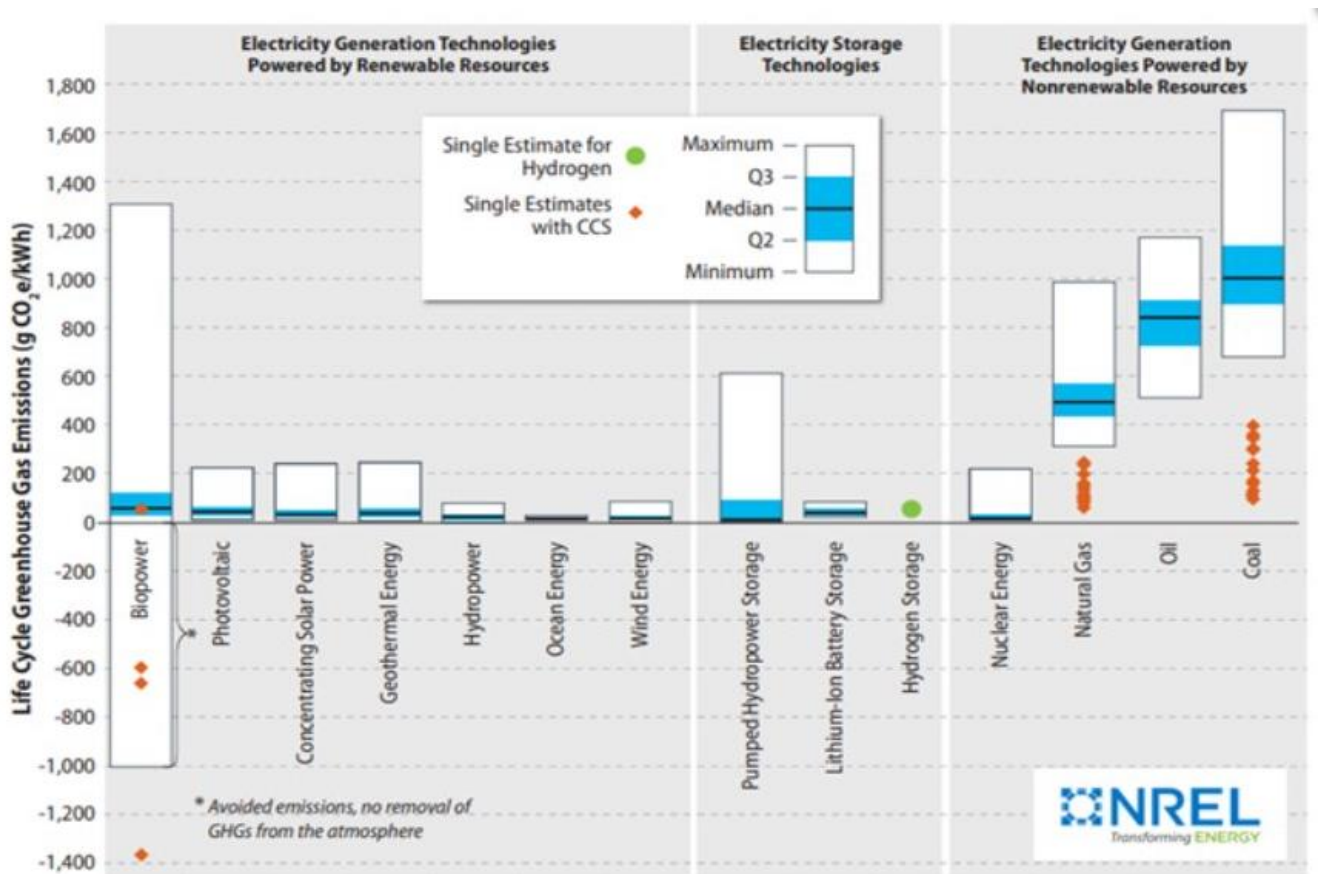 Electricity Generation Technologies
Powered by Renewable Resources
Electricity Storage
Technologies
Electricity Generation
Technologies Powered by
Nonrenewable Resources
Life Cycle Greenhouse Gas Emissions (g CO₂e/kWh)
1,800
1,600
1,400
1,200
1,000
800
600
400
200
0
-200
-400
-600
-800
-1,000
-1,200
-1,400
Single Estimate for
Hydrogen
Single Estimates
with CCS
Maximum
Q3
Median
Q2
Minimum
Biopower
*
Photovoltaic
Concentrating Solar Power
Geothermal Energy
Hydropower
Ocean Energy
Wind Energy
Pumped Hydropower Storage
Lithium-Ion Battery Storage
Hydrogen Storage
Nuclear Energy
Natural Gas
Oil
Coal
* Avoided emissions, no removal of
GHGs from the atmosphere
NREL
Transforming ENERGY